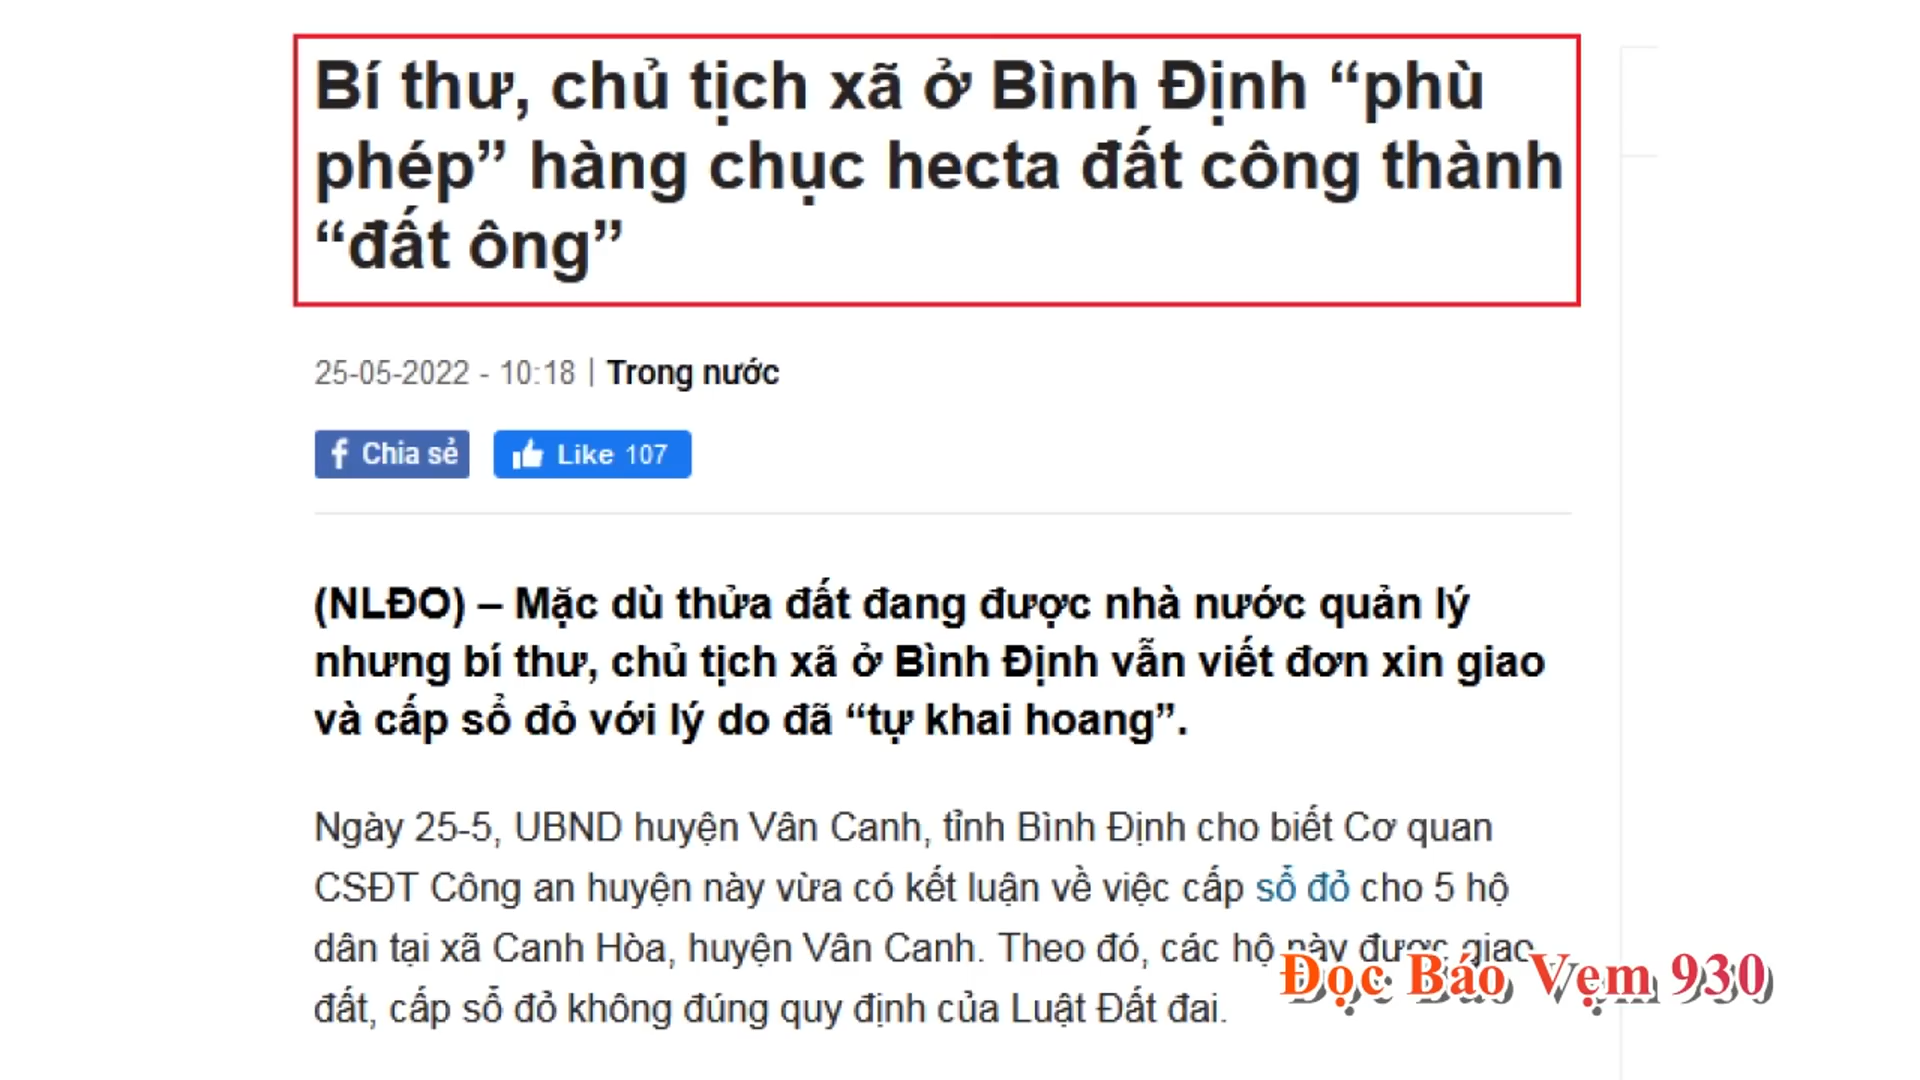 Bí thư, chủ tịch xã ở Bình Định “phù
phép” hàng chục hecta đất công thành
“đất ông”
25-05-2022 - 10:18 | Trong nước
Chia sẻ Like 107
(NLĐO) – Mặc dù thửa đất đang được nhà nước quản lý
nhưng bí thư, chủ tịch xã ở Bình Định vẫn viết đơn xin giao
và cấp sổ đỏ với lý do đã “tự khai hoang”.
Ngày 25-5, UBND huyện Vân Canh, tỉnh Bình Định cho biết Cơ quan
CSĐT Công an huyện này vừa có kết luận về việc cấp sổ đỏ cho 5 hộ
dân tại xã Canh Hòa, huyện Vân Canh. Theo đó, các hộ này được giao
đất, cấp sổ đỏ không đúng quy định của Luật Đất đai.
Đọc Báo Vẹm 930